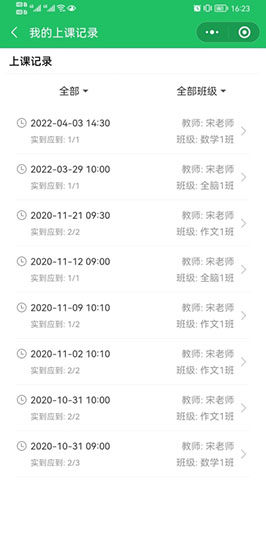 16:23
我的上课记录
上课记录
全部 全部班级
2022-04-03 14:30 教师: 宋老师
实到应到: 1/1 班级: 数学1班
2022-03-29 10:00 教师: 宋老师
实到应到: 1/1 班级: 全脑1班
2020-11-21 09:30 教师: 宋老师
实到应到: 2/2 班级: 作文1班
2020-11-12 09:00 教师: 宋老师
实到应到: 1/1 班级: 全脑1班
2020-11-09 10:10 教师: 宋老师
实到应到: 1/2 班级: 作文1班
2020-11-02 10:10 教师: 宋老师
实到应到: 2/2 班级: 作文1班
2020-10-31 10:00 教师: 宋老师
实到应到: 2/2 班级: 作文1班
2020-10-31 09:00 教师: 宋老师
实到应到: 2/3 班级: 数学1班